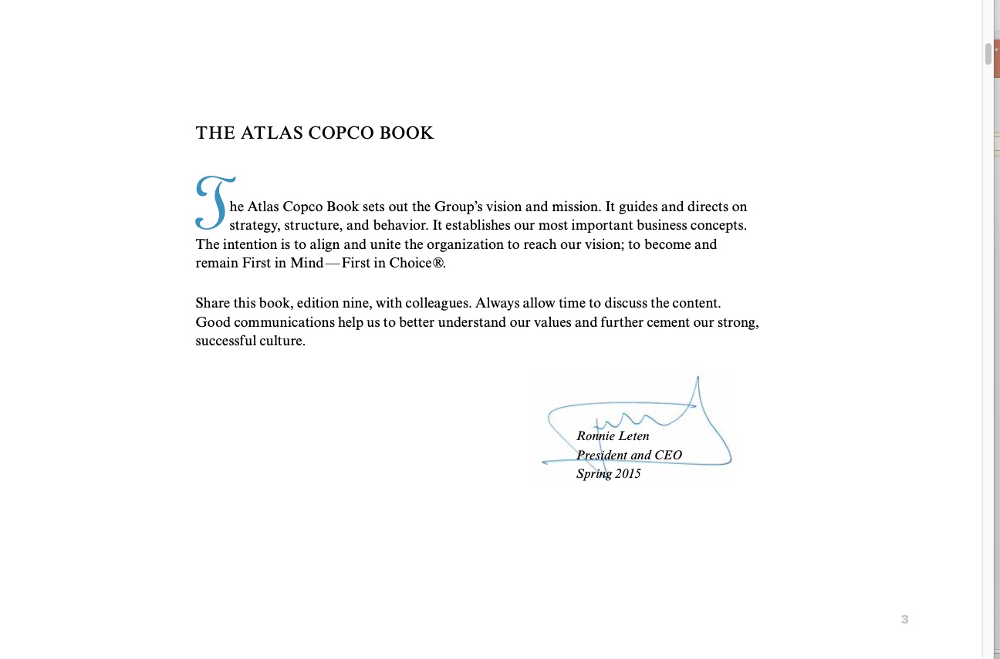 THE ATLAS COPCO BOOK
The Atlas Copco Book sets out the Group’s vision and mission. It guides and directs on
strategy, structure, and behavior. It establishes our most important business concepts.
The intention is to align and unite the organization to reach our vision; to become and
remain First in Mind—First in Choice®.
Share this book, edition nine, with colleagues. Always allow time to discuss the content.
Good communications help us to better understand our values and further cement our strong,
successful culture.
Ronnie Leten
President and CEO
Spring 2015
3